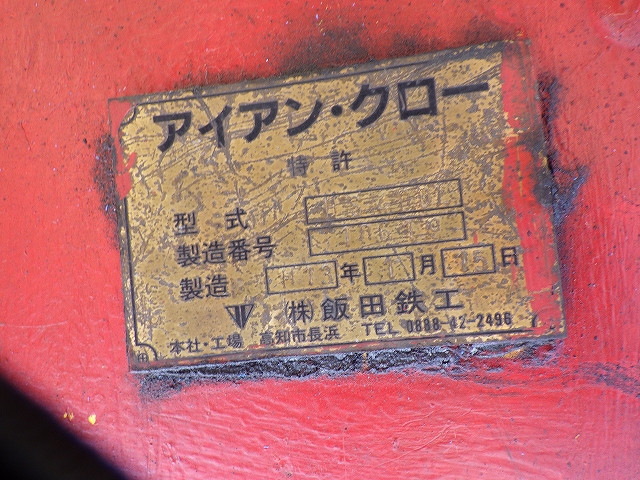 アイアン・クロー
特許
型式
製造番号
製造 年 月 15 日
(株)飯田鉄工
本社・工場 高知市長浜 TEL 0888-42-2496